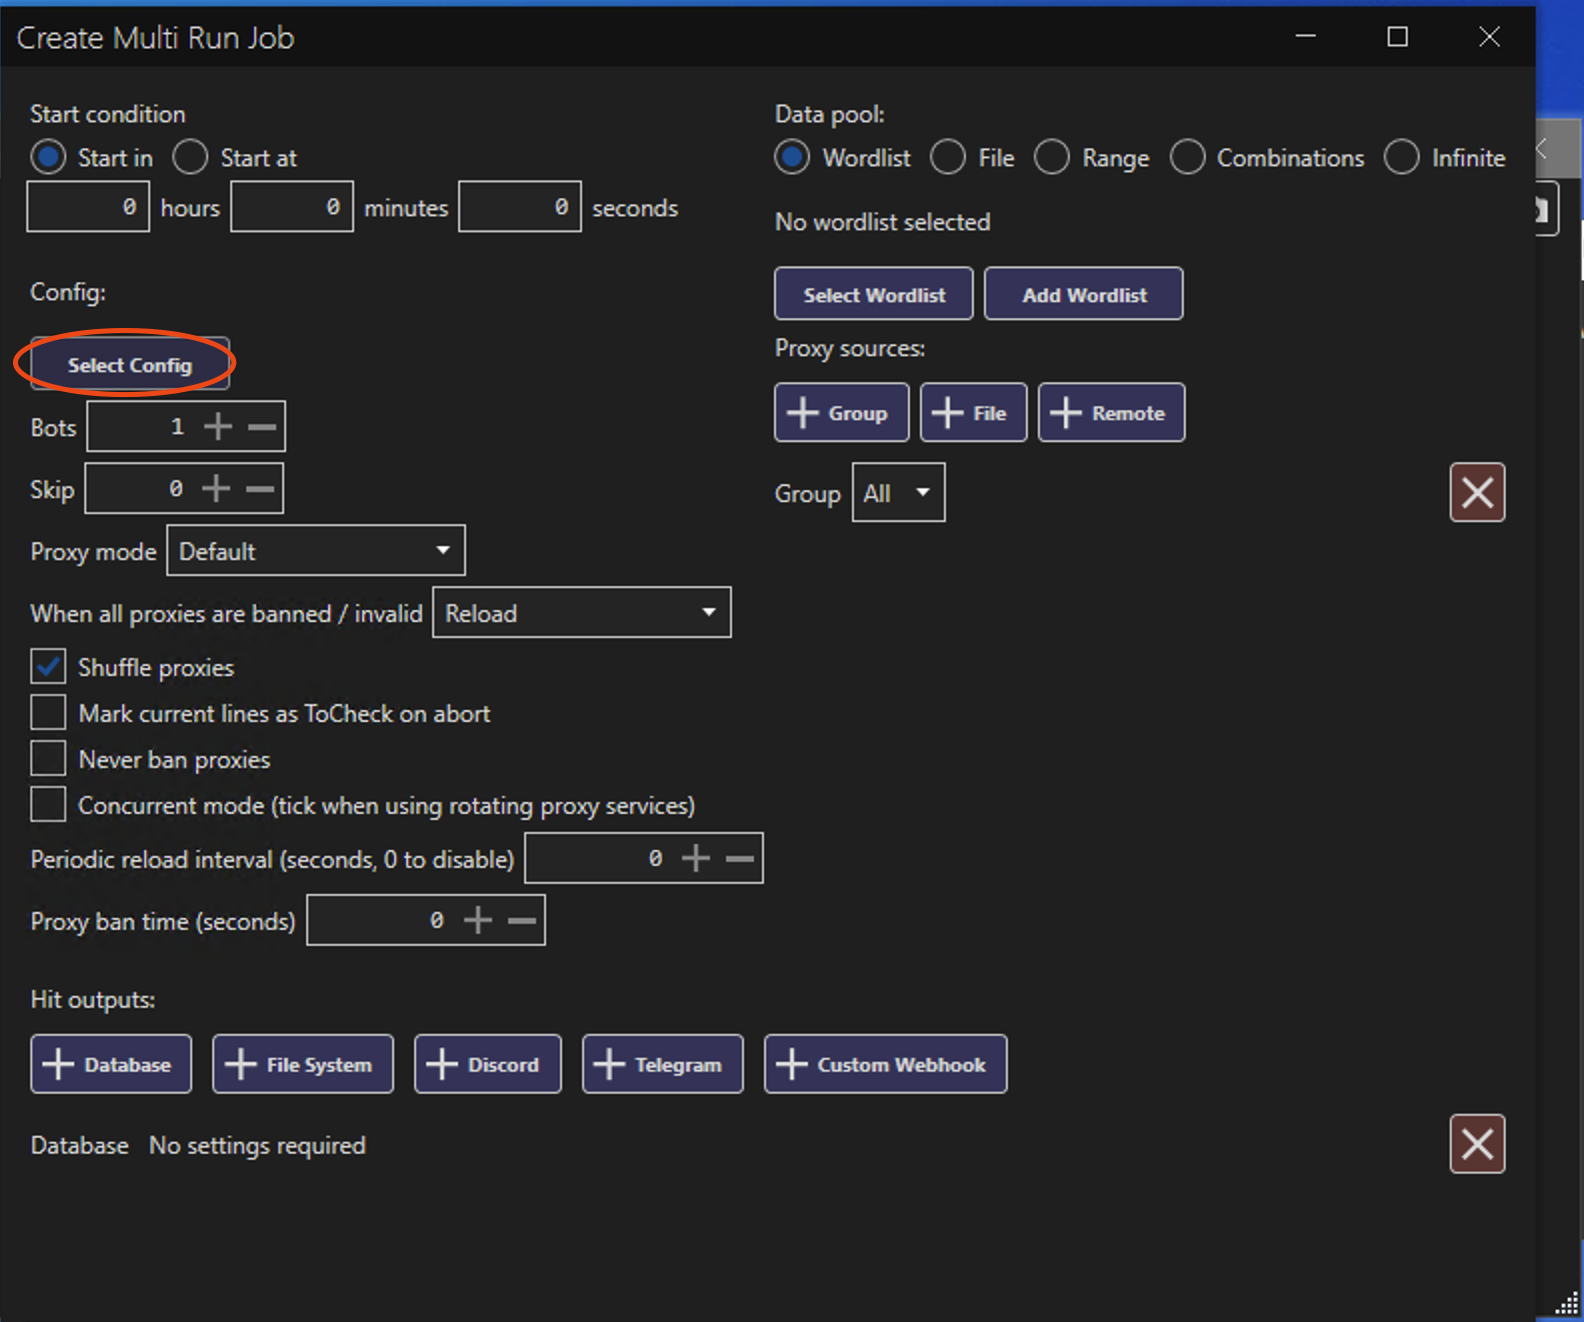 Create Multi Run Job
Start condition
Start in Start at
0 hours 0 minutes 0 seconds
Config:
Select Config
Bots 1
Skip 0
Proxy mode Default
When all proxies are banned / invalid Reload
Shuffle proxies
Mark current lines as ToCheck on abort
Never ban proxies
Concurrent mode (tick when using rotating proxy services)
Periodic reload interval (seconds, 0 to disable) 0
Proxy ban time (seconds) 0
Data pool:
Wordlist File Range Combinations Infinite
No wordlist selected
Select Wordlist Add Wordlist
Proxy sources:
Group File Remote
Group All
Hit outputs:
Database File System Discord Telegram Custom Webhook
Database No settings required